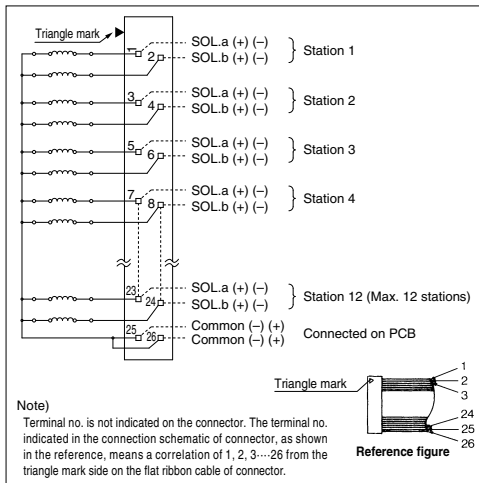 Triangle mark
1
2
SOL.a (+) (–)
SOL.b (+) (–)
Station 1
3
4
SOL.a (+) (–)
SOL.b (+) (–)
Station 2
5
6
SOL.a (+) (–)
SOL.b (+) (–)
Station 3
7
8
SOL.a (+) (–)
SOL.b (+) (–)
Station 4
23
24
SOL.a (+) (–)
SOL.b (+) (–)
Station 12 (Max. 12 stations)
25
26
Common (–) (+)
Common (–) (+)
Connected on PCB
Triangle mark
1
2
3
24
25
26
Reference figure
Note)
Terminal no. is not indicated on the connector. The terminal no.
indicated in the connection schematic of connector, as shown
in the reference, means a correlation of 1, 2, 3····26 from the
triangle mark side on the flat ribbon cable of connector.